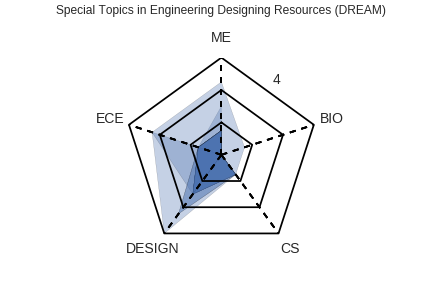 Special Topics in Engineering Designing Resources (DREAM)
ME
4
ECE
BIO
DESIGN
CS